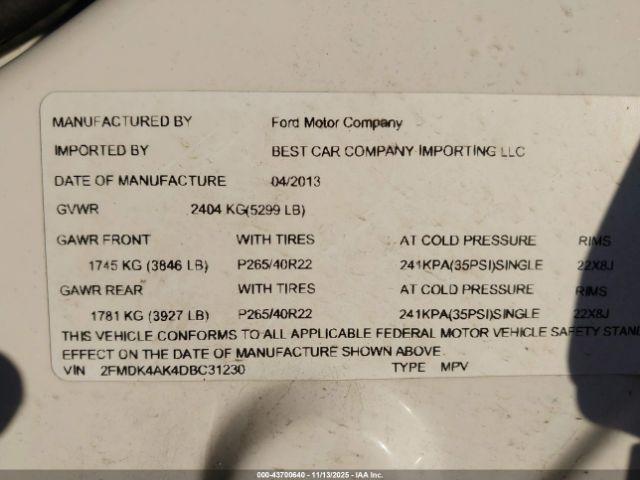 MANUFACTURED BY Ford Motor Company
IMPORTED BY BEST CAR COMPANY IMPORTING LLC
DATE OF MANUFACTURE 04/2013
GVWR 2404 KG(5299 LB)
GAWR FRONT WITH TIRES AT COLD PRESSURE RIMS
1745 KG (3846 LB) P265/40R22 241KPA(35PSI)SINGLE 22X8J
GAWR REAR WITH TIRES AT COLD PRESSURE RIMS
1781 KG (3927 LB) P265/40R22 241KPA(35PSI)SINGLE 22X8J
THIS VEHICLE CONFORMS TO ALL APPLICABLE FEDERAL MOTOR VEHICLE SAFETY STAN
EFFECT ON THE DATE OF MANUFACTURE SHOWN ABOVE
VIN 2FMDK4AK4DBC31230 TYPE MPV
000-43700640 - 11/13/2025 - © IAA Inc.